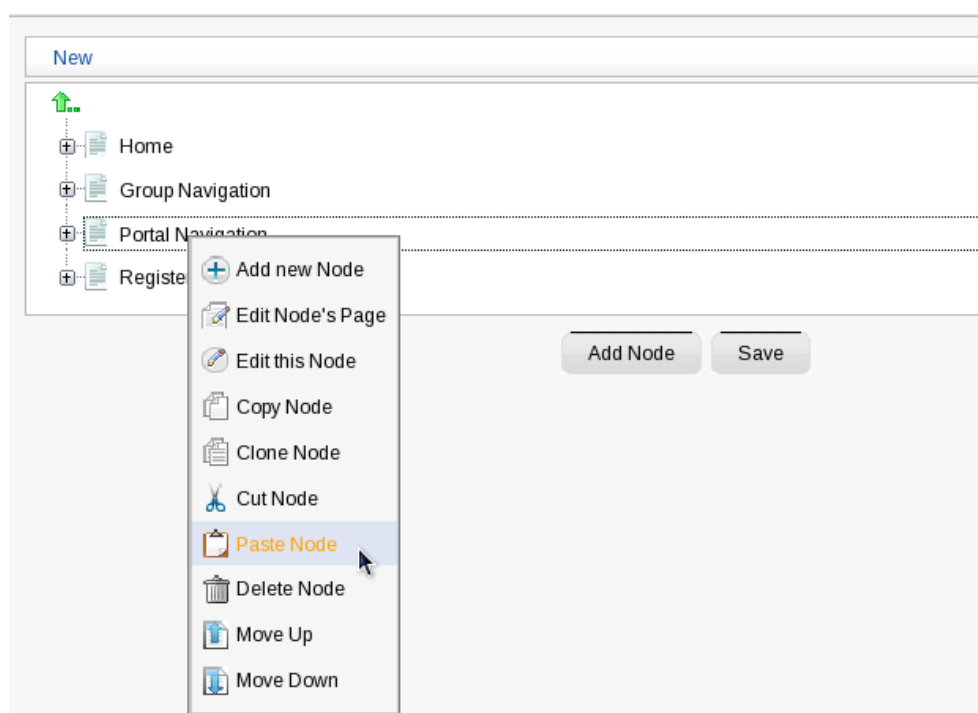 New
Home
Group Navigation
Portal Navigation
Registe
Add new Node
Edit Node's Page
Edit this Node
Copy Node
Clone Node
Cut Node
Paste Node
Delete Node
Move Up
Move Down
Add Node
Save